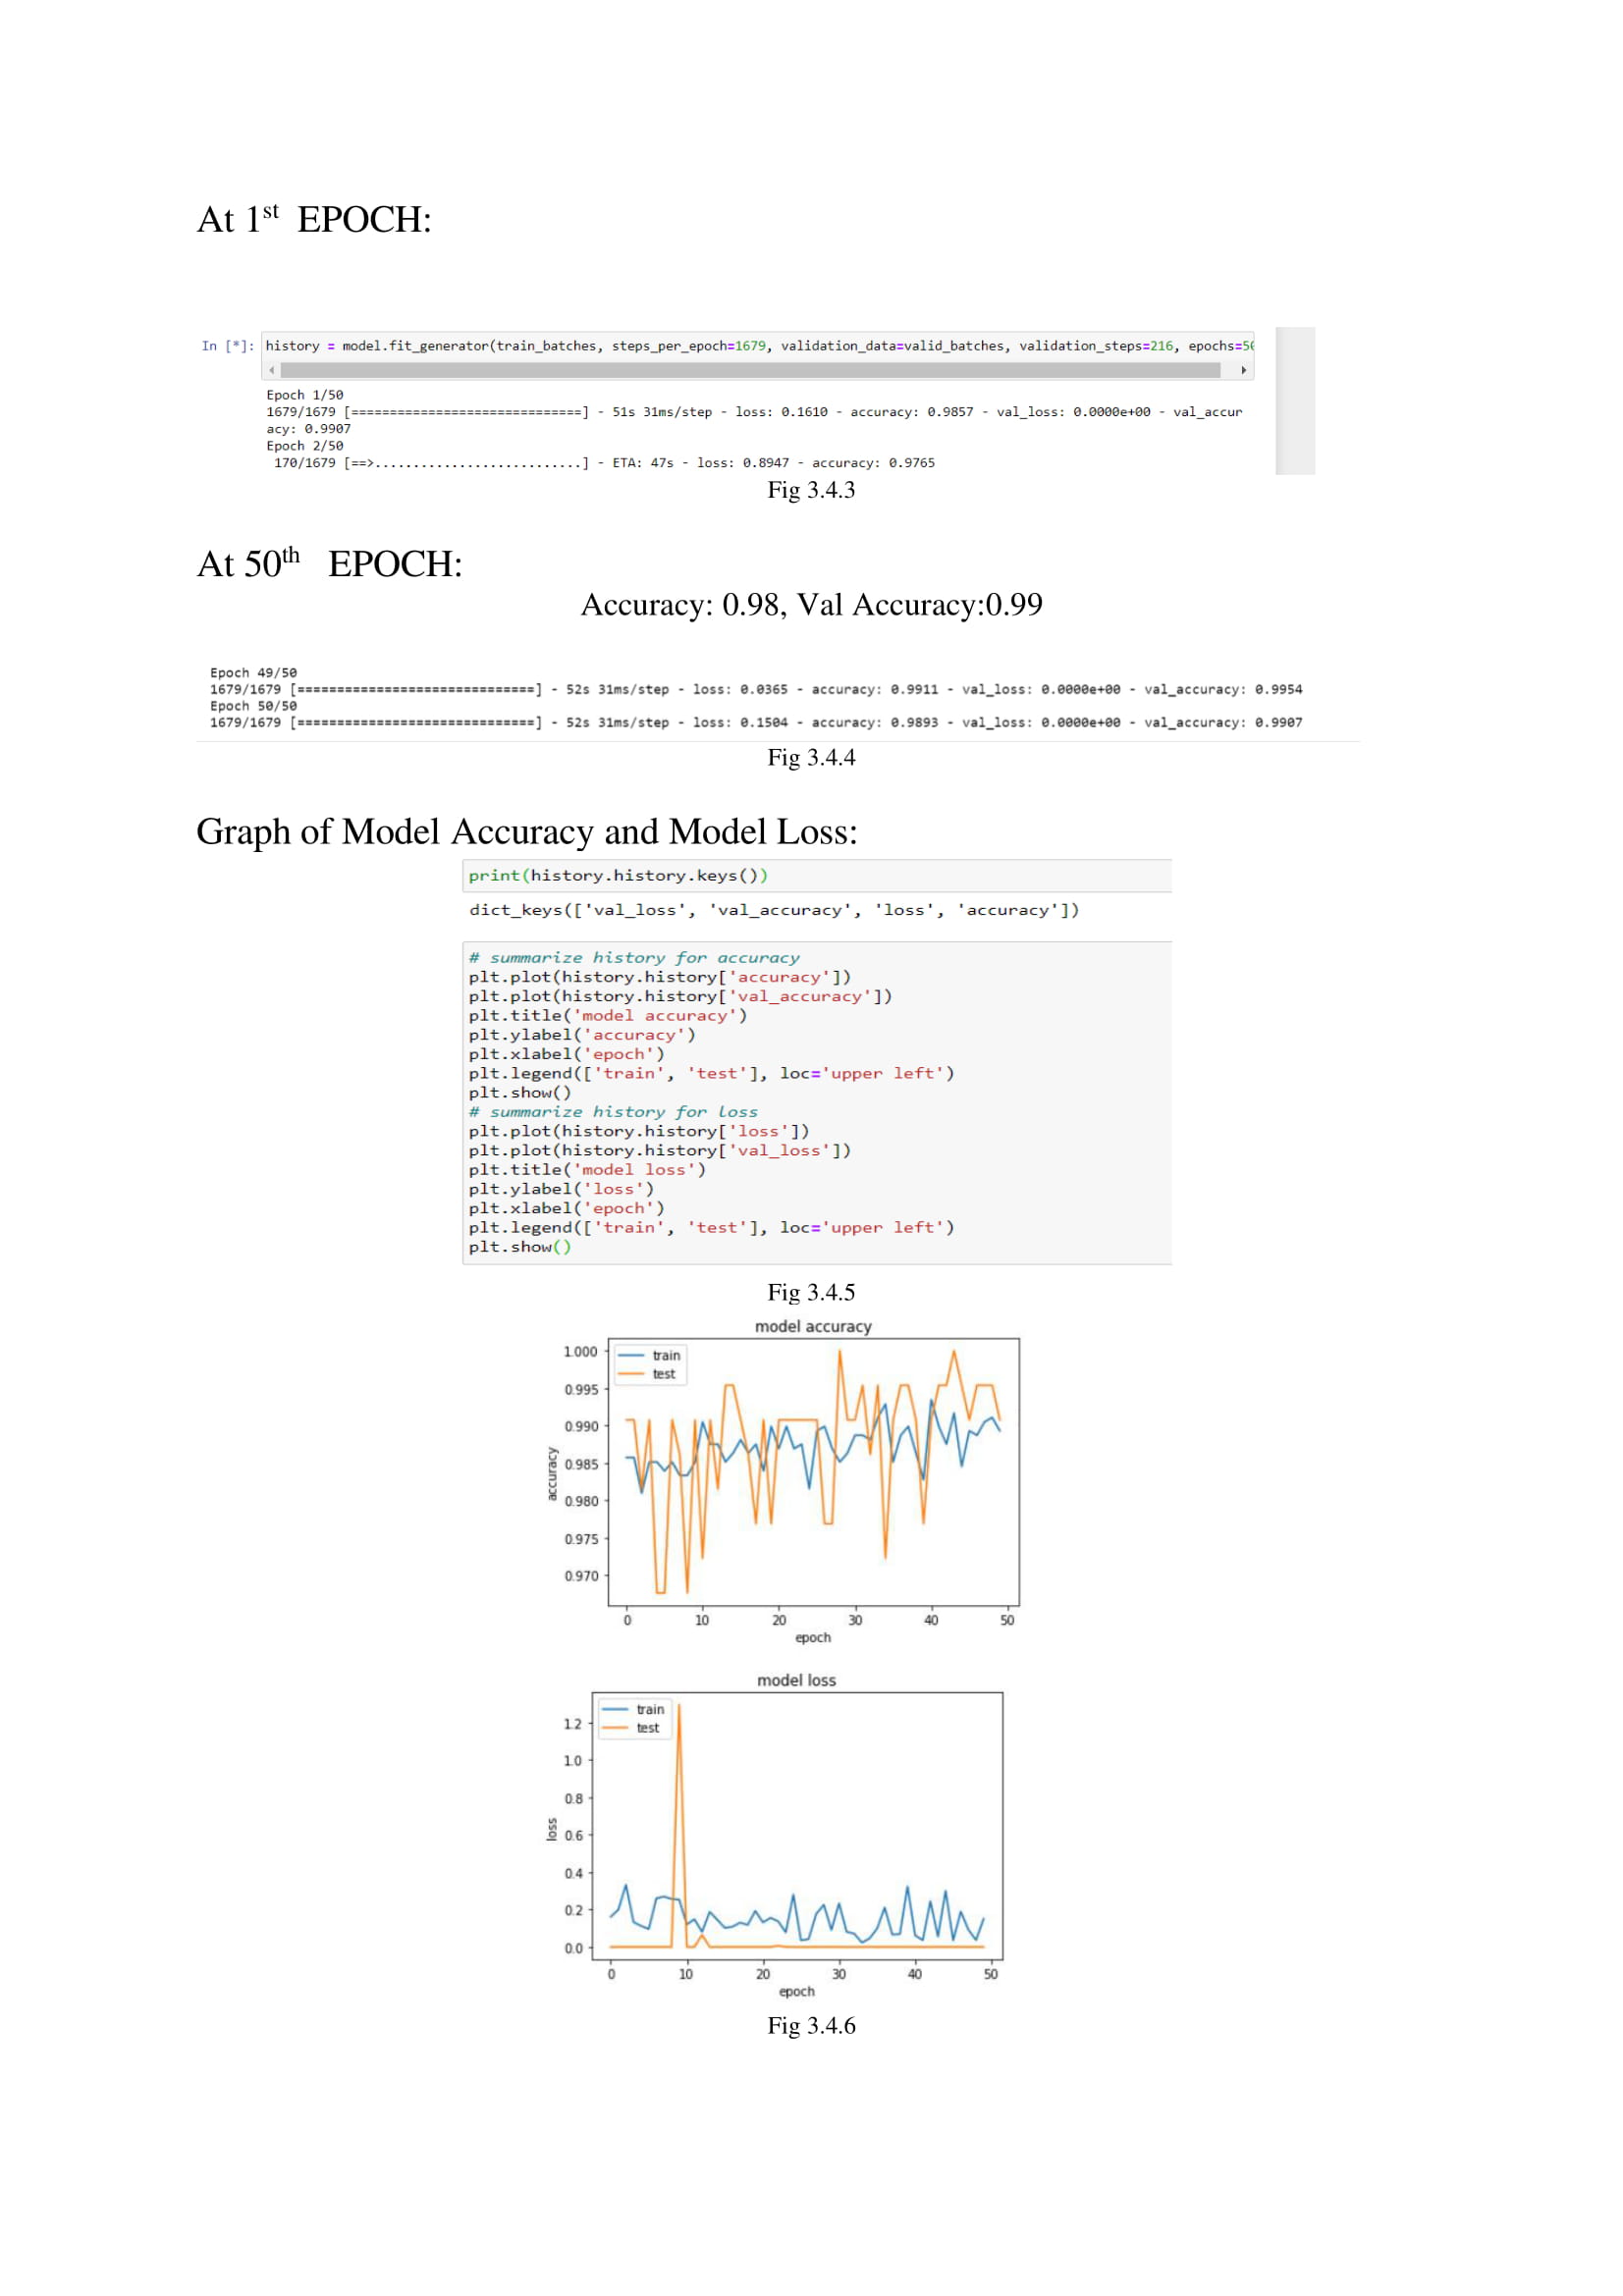 At 1st EPOCH:
In [*]: history = model.fit_generator(train_batches, steps_per_epoch=1679, validation_data=valid_batches, validation_steps=216, epochs=50
Epoch 1/50
1679/1679 [==============================] - 51s 31ms/step - loss: 0.1610 - accuracy: 0.9857 - val_loss: 0.0000e+00 - val_accur
acy: 0.9907
Epoch 2/50
170/1679 [==>...........................] - ETA: 47s - loss: 0.8947 - accuracy: 0.9765
Fig 3.4.3
At 50th EPOCH:
Accuracy: 0.98, Val Accuracy:0.99
Epoch 49/50
1679/1679 [==============================] - 52s 31ms/step - loss: 0.0365 - accuracy: 0.9911 - val_loss: 0.0000e+00 - val_accuracy: 0.9954
Epoch 50/50
1679/1679 [==============================] - 52s 31ms/step - loss: 0.1504 - accuracy: 0.9893 - val_loss: 0.0000e+00 - val_accuracy: 0.9907
Fig 3.4.4
Graph of Model Accuracy and Model Loss:
print(history.history.keys())
dict_keys(['val_loss', 'val_accuracy', 'loss', 'accuracy'])
# summarize history for accuracy
plt.plot(history.history['accuracy'])
plt.plot(history.history['val_accuracy'])
plt.title('model accuracy')
plt.ylabel('accuracy')
plt.xlabel('epoch')
plt.legend(['train', 'test'], loc='upper left')
plt.show()
# summarize history for loss
plt.plot(history.history['loss'])
plt.plot(history.history['val_loss'])
plt.title('model loss')
plt.ylabel('loss')
plt.xlabel('epoch')
plt.legend(['train', 'test'], loc='upper left')
plt.show()
Fig 3.4.5
model accuracy
train
test
1.000
0.995
0.990
0.985
0.980
0.975
0.970
accuracy
0 10 20 30 40 50
epoch
model loss
train
test
1.2
1.0
0.8
0.6
0.4
0.2
0.0
loss
0 10 20 30 40 50
epoch
Fig 3.4.6